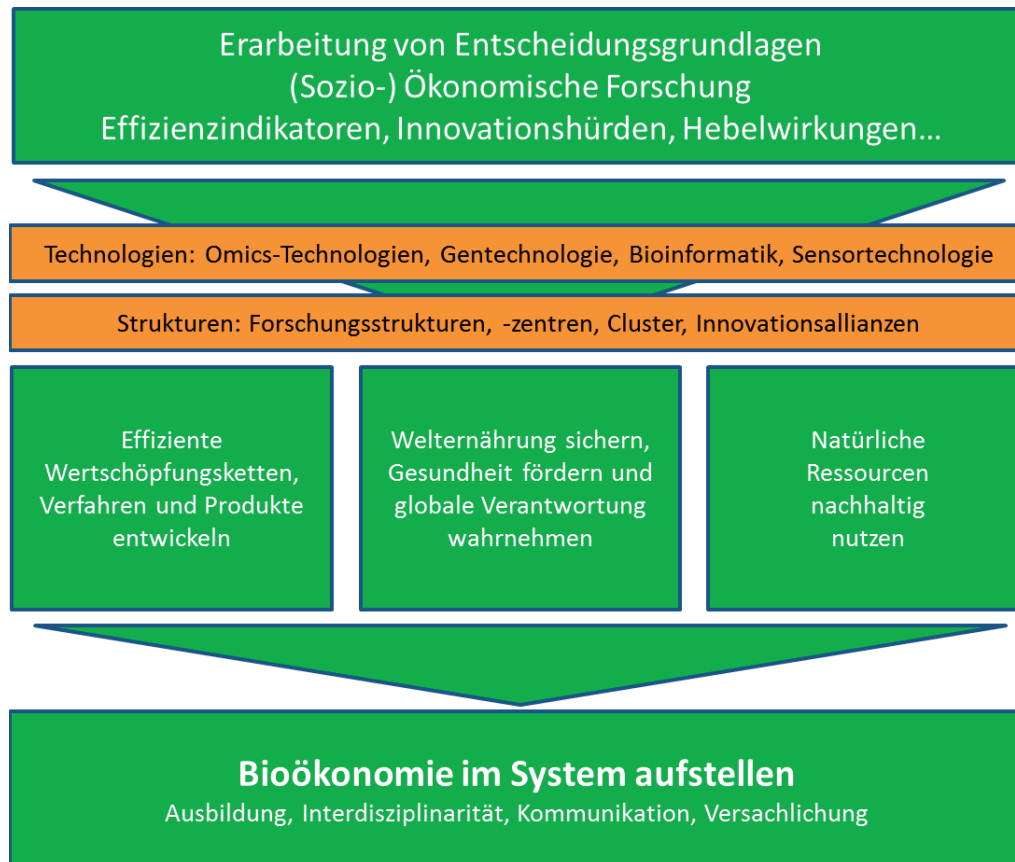 Erarbeitung von Entscheidungsgrundlagen
(Sozio-) Ökonomische Forschung
Effizienzindikatoren, Innovationshürden, Hebelwirkungen...
Technologien: Omics-Technologien, Gentechnologie, Bioinformatik, Sensortechnologie
Strukturen: Forschungsstrukturen, -zentren, Cluster, Innovationsallianzen
Effiziente
Wertschöpfungsketten,
Verfahren und Produkte
entwickeln
Welternährung sichern,
Gesundheit fördern und
globale Verantwortung
wahrnehmen
Natürliche
Ressourcen
nachhaltig
nutzen
Bioökonomie im System aufstellen
Ausbildung, Interdisziplinarität, Kommunikation, Versachlichung